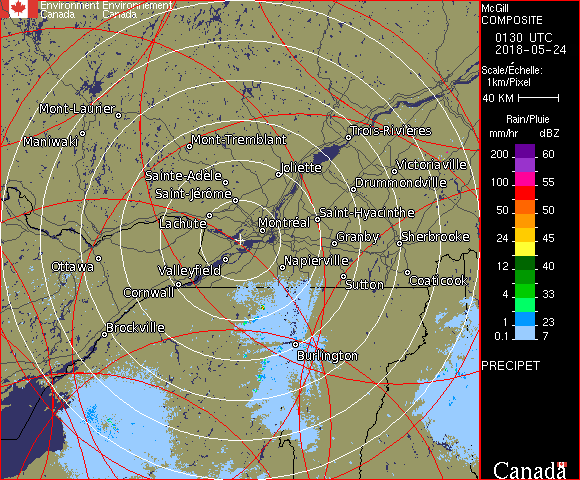 Environment Environnement
Canada Canada
McGill
COMPOSITE
0130 UTC
2018-05-24
Scale/Échelle:
1km/Pixel
40 KM
Rain/Pluie
mm/hr dBZ
200 60
150 57
100 55
50 50
24 45
12 40
4 33
1 23
0.1 7
PRECIPET
Canada
Mont-Laurier
Maniwaki
Mont-Tremblant
Trois-Rivières
Sainte-Adèle
Joliette
Victoriaville
Saint-Jérôme
Drummondville
Lachute
Montréal
Saint-Hyacinthe
Granby
Sherbrooke
Ottawa
Valleyfield
Napierville
Cornwall
Sutton
Coaticook
Brockville
Burlington